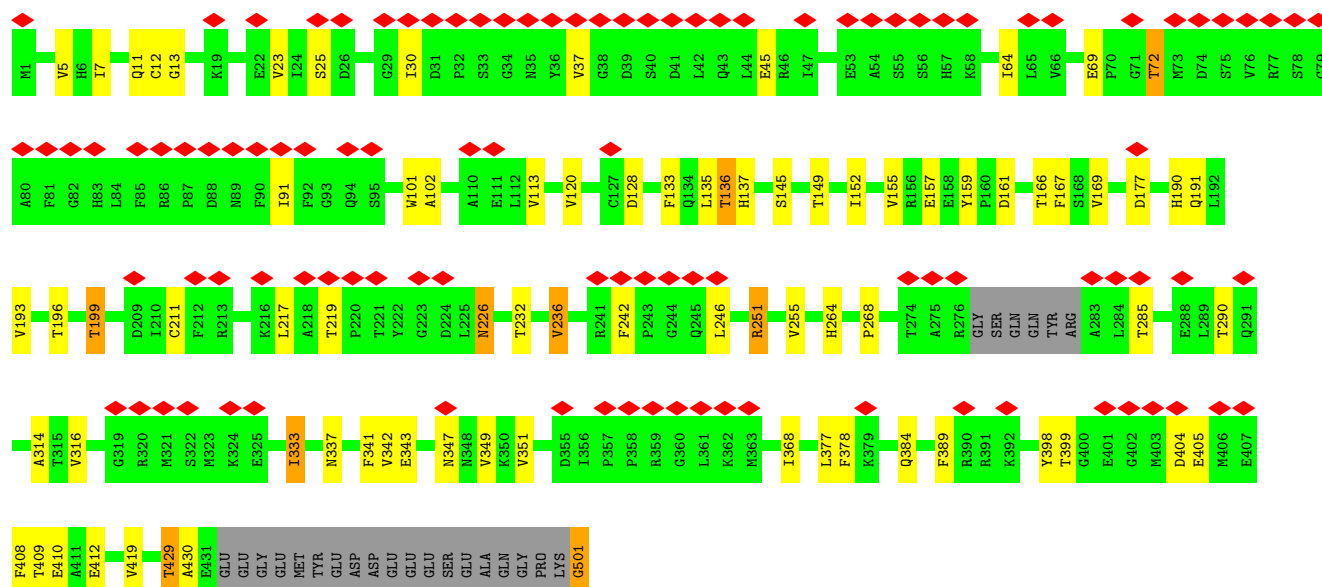 M1 V5 H6 I7 Q11 C12 G13 K19 E22 V23 I24 S25 D26 G29 I30 D31 P32 S33 G34 N35 Y36 V37 G38 D39 S40 D41 L42 Q43 L44 E45 R46 I47 E53 A54 S55 S56 H57 K58 I64 L65 V66 E69 P70 G71 T72 M73 D74 S75 V76 R77 S78 G79
A80 F81 G82 H83 L84 F85 R86 P87 D88 N89 F90 I91 F92 G93 Q94 S95 W101 A102 A110 E111 L112 V113 V120 C127 D128 F133 Q134 L135 T136 H137 S145 T149 I152 V155 R156 E157 E158 Y159 P160 D161 T166 F167 S168 V169 D177 H190 Q191 L192
V193 T196 T199 D209 I210 C211 F212 R213 K216 L217 A218 T219 P220 T221 Y222 G223 D224 L225 N226 T232 V236 R241 F242 P243 G244 Q245 L246 R251 V255 H264 P268 T274 A275 R276 GLY SER GLN GLN TYR ARG A283 L284 T285 E288 L289 T290 Q291
A314 T315 V316 G319 R320 M321 S322 M323 K324 E325 I333 N337 F341 V342 E343 N347 N348 V349 K350 V351 D355 I356 P357 P358 R359 G360 L361 K362 M363 I368 L377 F378 K379 Q384 F389 R390 R391 K392 Y398 T399 G400 E401 G402 M403 D404 E405 M406 E407
F408 T409 E410 A411 E412 V419 T429 A430 E431 GLU GLU GLY GLU MET TYR GLU ASP ASP GLU GLU GLU SER GLU ALA GLN GLY PRO LYS G501